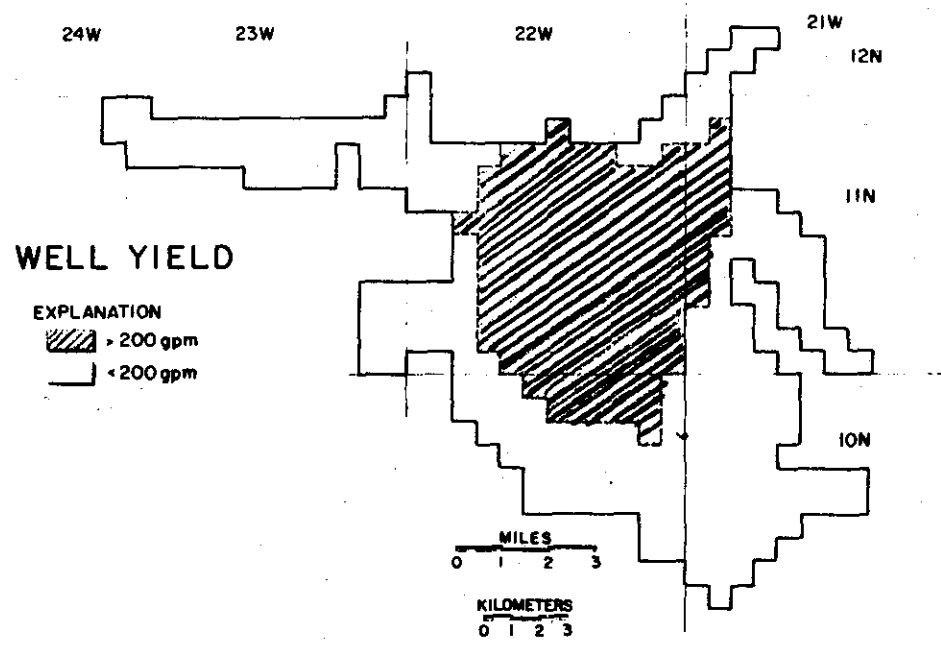 24W 23W 22W 21W
12N
11N
WELL YIELD
EXPLANATION
> 200 gpm
< 200 gpm
10N
MILES
0 1 2 3
KILOMETERS
0 1 2 3